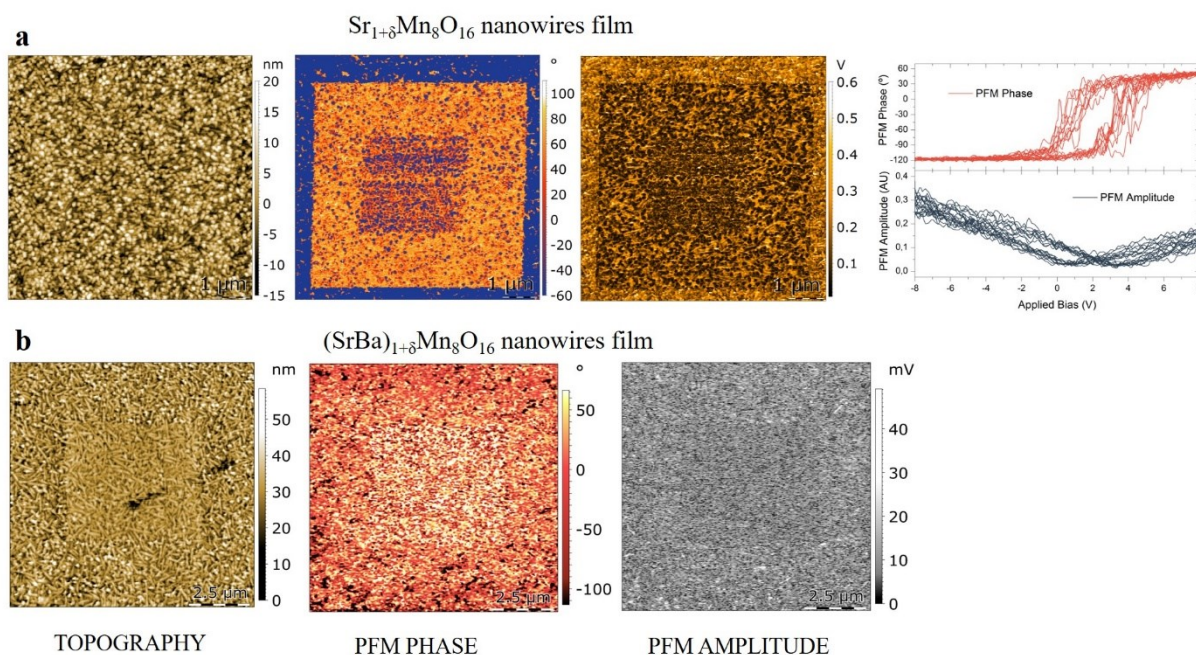 a
Sr₁₊δMn₈O₁₆ nanowires film
nm
20
15
10
5
0
-5
-10
-15
1 µm
o
100
80
60
40
20
0
-20
-40
-60
1 µm
V
0.6
0.5
0.4
0.3
0.2
0.1
1 µm
PFM Phase (º)
60
30
0
-30
-60
-90
-120
PFM Phase
PFM Amplitude (AU)
0,4
0,3
0,2
0,1
0,0
PFM Amplitude
-8 -6 -4 -2 0 2 4 6 8
Applied Bias (V)
b
(SrBa)₁₊δMn₈O₁₆ nanowires film
nm
50
40
30
20
10
0
2.5 µm
o
50
0
-50
-100
2.5 µm
mV
40
30
20
10
0
2.5 µm
TOPOGRAPHY PFM PHASE PFM AMPLITUDE